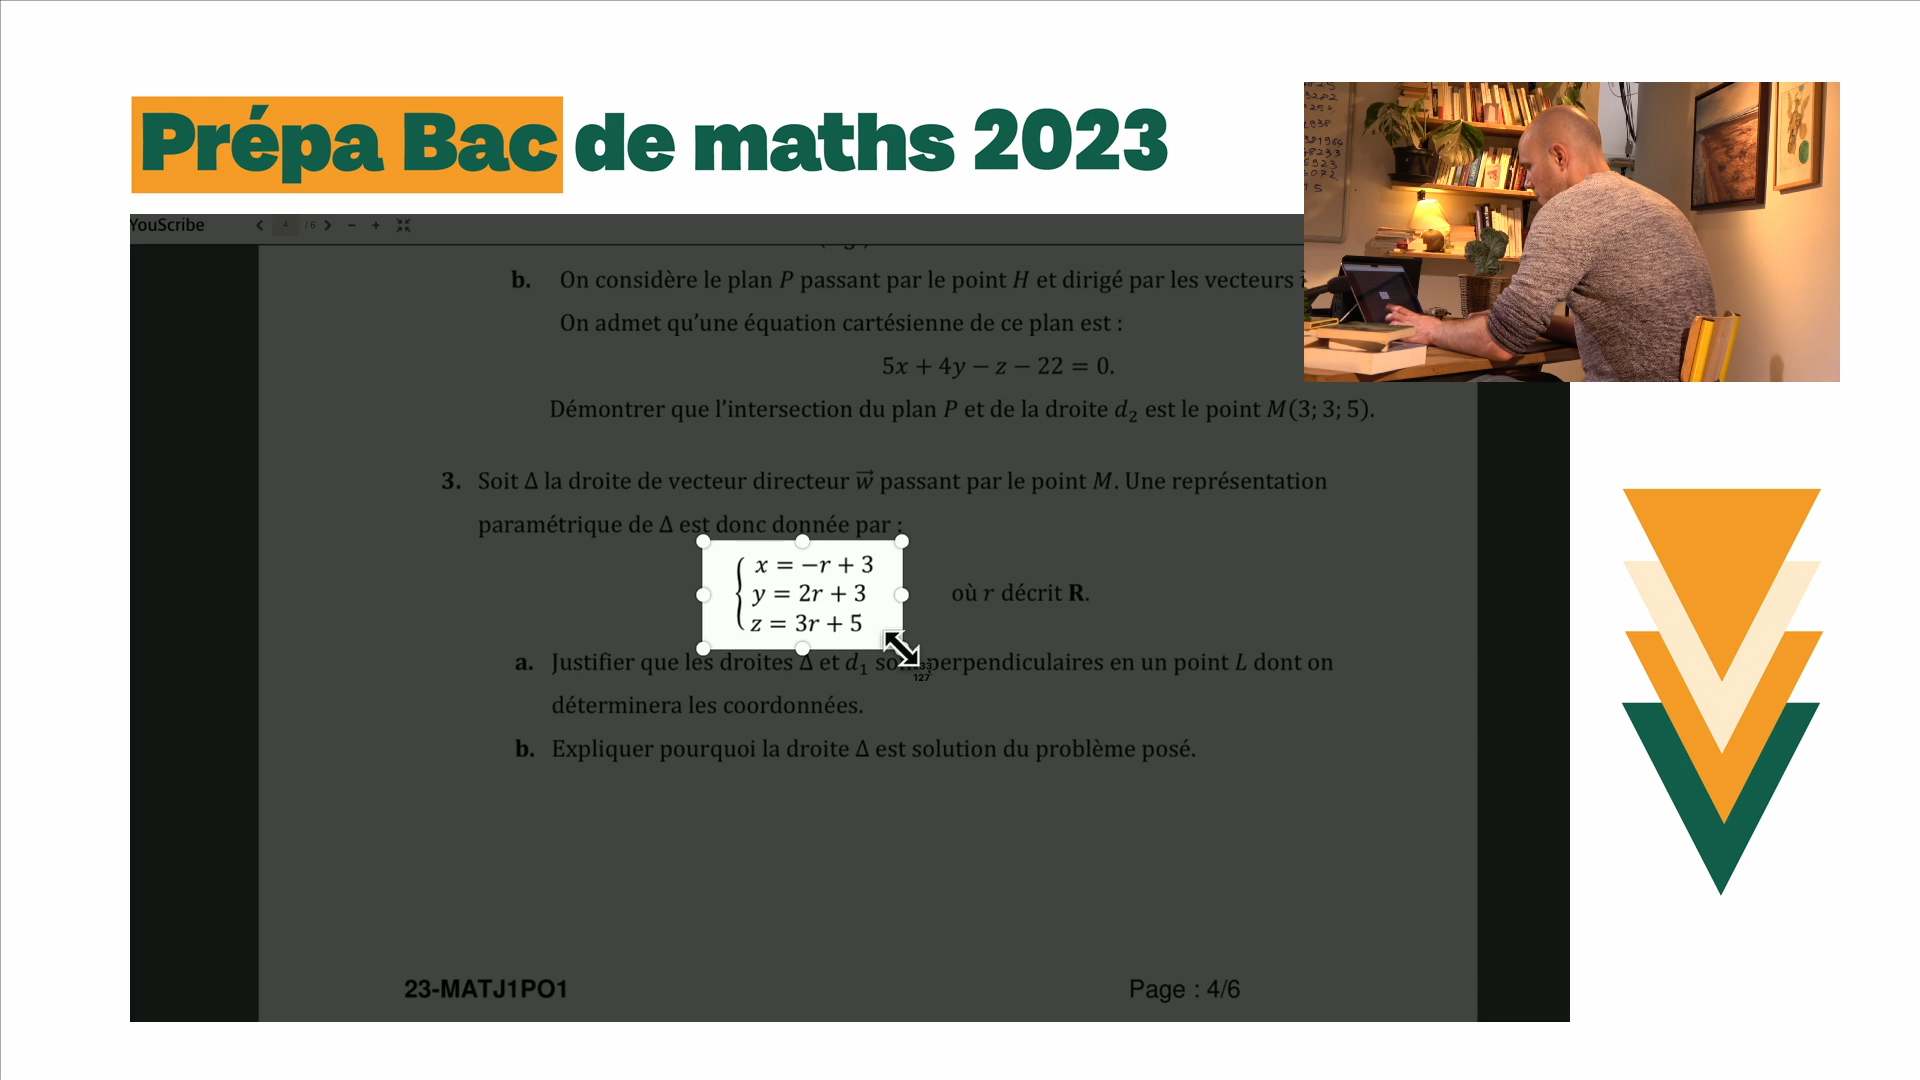 Prépa Bac de maths 2023
YouScribe
4 /6
b. On considère le plan P passant par le point H et dirigé par les vecteurs
On admet qu'une équation cartésienne de ce plan est :
5x + 4y − z − 22 = 0.
Démontrer que l'intersection du plan P et de la droite d₂ est le point M(3; 3; 5).
3. Soit Δ la droite de vecteur directeur w⃗ passant par le point M. Une représentation
paramétrique de Δ est donc donnée par :
x = −r + 3
y = 2r + 3
z = 3r + 5
où r décrit R.
a. Justifier que les droites Δ et d₁ sont perpendiculaires en un point L dont on
127
déterminera les coordonnées.
b. Expliquer pourquoi la droite Δ est solution du problème posé.
23-MATJ1PO1
Page : 4/6